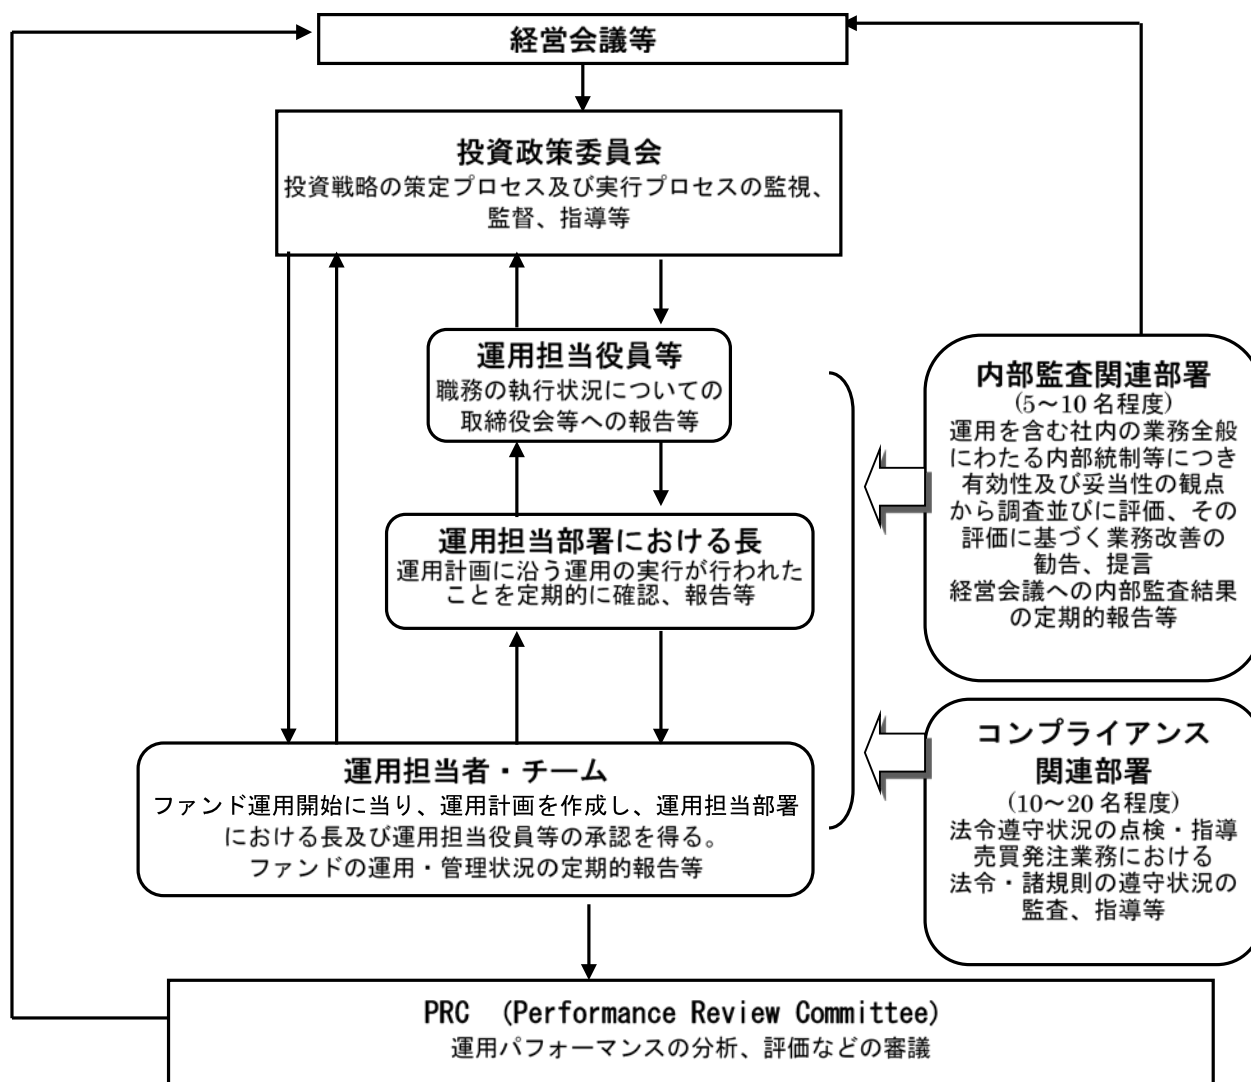 経営会議等
投資政策委員会
投資戦略の策定プロセス及び実行プロセスの監視、
監督、指導等
運用担当役員等
職務の執行状況についての
取締役会等への報告等
運用担当部署における長
運用計画に沿う運用の実行が行われた
ことを定期的に確認、報告等
運用担当者・チーム
ファンド運用開始に当り、運用計画を作成し、運用担当部署
における長及び運用担当役員等の承認を得る。
ファンドの運用・管理状況の定期的報告等
内部監査関連部署
(5～10 名程度)
運用を含む社内の業務全般
にわたる内部統制等につき
有効性及び妥当性の観点
から調査並びに評価、その
評価に基づく業務改善の
勧告、提言
経営会議への内部監査結果
の定期的報告等
コンプライアンス
関連部署
(10～20 名程度)
法令遵守状況の点検・指導
売買発注業務における
法令・諸規則の遵守状況の
監査、指導等
PRC (Performance Review Committee)
運用パフォーマンスの分析、評価などの審議